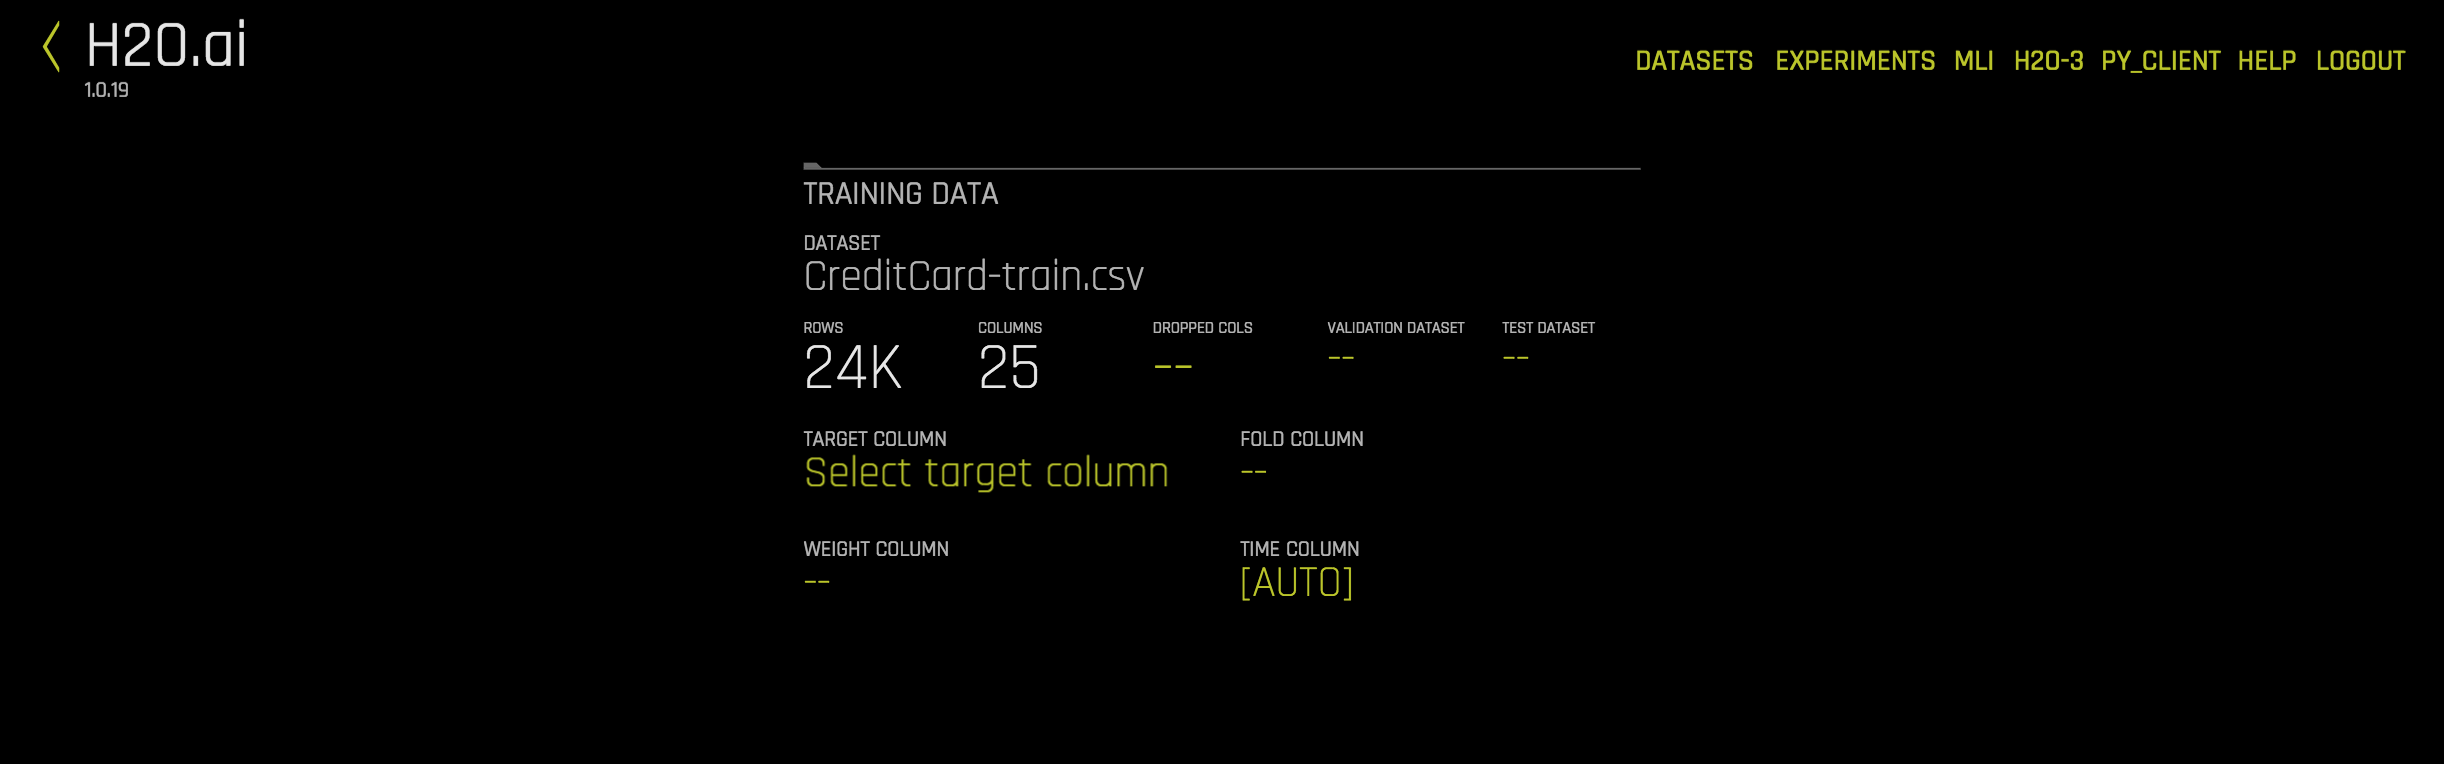 H2O.ai
1.0.19
DATASETS EXPERIMENTS MLI H2O-3 PY_CLIENT HELP LOGOUT
TRAINING DATA
DATASET
CreditCard-train.csv
ROWS COLUMNS DROPPED COLS VALIDATION DATASET TEST DATASET
24K 25 -- -- --
TARGET COLUMN FOLD COLUMN
Select target column --
WEIGHT COLUMN TIME COLUMN
-- [AUTO]